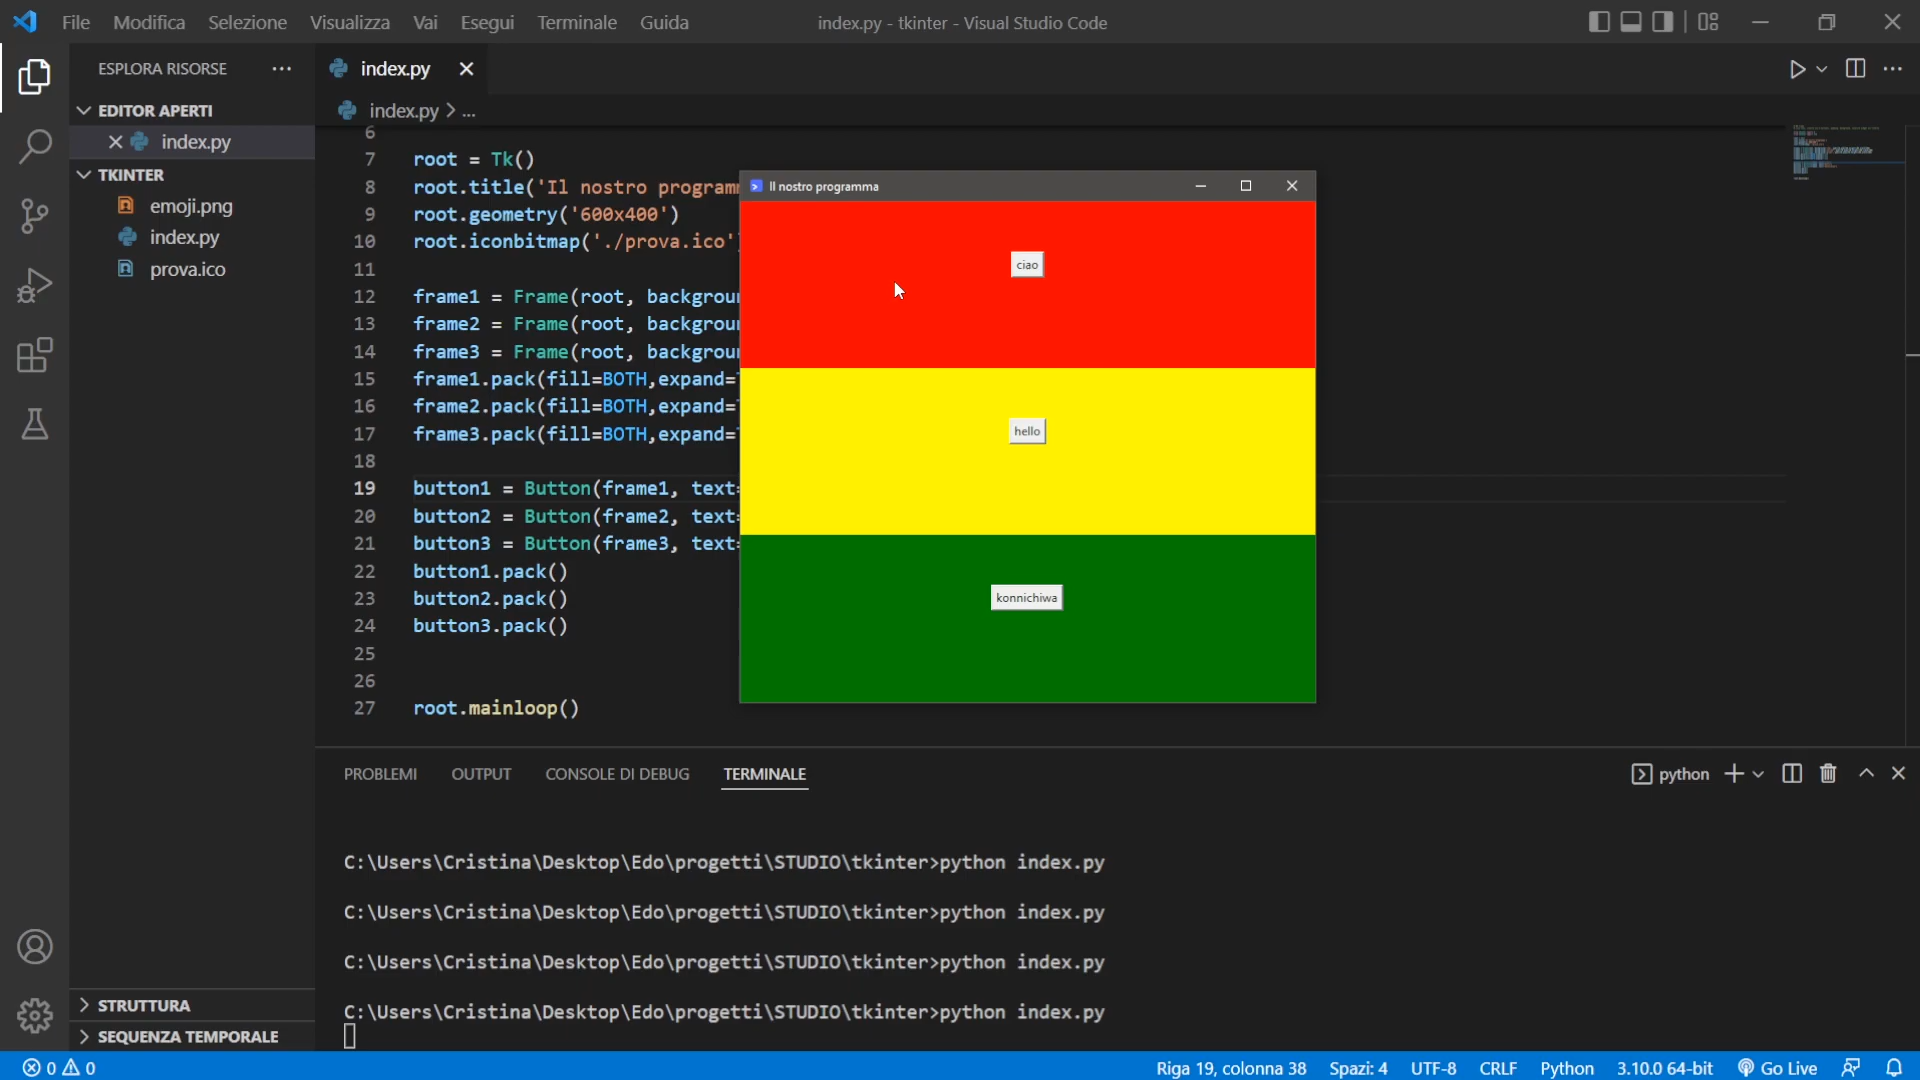 File Modifica Selezione Visualizza Vai Esegui Terminale Guida
index.py - tkinter - Visual Studio Code
ESPLORA RISORSE
EDITOR APERTI
index.py
TKINTER
emoji.png
index.py
prova.ico
STRUTTURA
SEQUENZA TEMPORALE
index.py
index.py > ...
6
7 root = Tk()
8 root.title('Il nostro program
9 root.geometry('600x400')
10 root.iconbitmap('./prova.ico'
11
12 frame1 = Frame(root, backgrou
13 frame2 = Frame(root, backgrou
14 frame3 = Frame(root, backgrou
15 frame1.pack(fill=BOTH,expand=
16 frame2.pack(fill=BOTH,expand=
17 frame3.pack(fill=BOTH,expand=
18
19 button1 = Button(frame1, text=
20 button2 = Button(frame2, text=
21 button3 = Button(frame3, text=
22 button1.pack()
23 button2.pack()
24 button3.pack()
25
26
27 root.mainloop()
Il nostro programma
ciao
hello
konnichiwa
PROBLEMI OUTPUT CONSOLE DI DEBUG TERMINALE
python
C:\Users\Cristina\Desktop\Edo\progetti\STUDIO\tkinter>python index.py
C:\Users\Cristina\Desktop\Edo\progetti\STUDIO\tkinter>python index.py
C:\Users\Cristina\Desktop\Edo\progetti\STUDIO\tkinter>python index.py
C:\Users\Cristina\Desktop\Edo\progetti\STUDIO\tkinter>python index.py
0 0
Riga 19, colonna 38 Spazi: 4 UTF-8 CRLF Python 3.10.0 64-bit Go Live